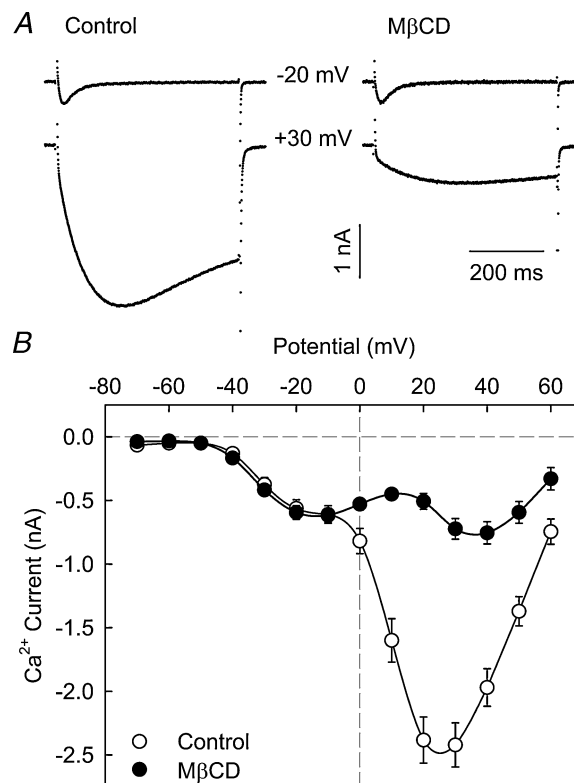 A
Control
MβCD
-20 mV
+30 mV
1 nA
200 ms
B
Potential (mV)
-80 -60 -40 -20 0 20 40 60
0.0
-0.5
-1.0
-1.5
-2.0
-2.5
Ca²⁺ Current (nA)
Control
MβCD